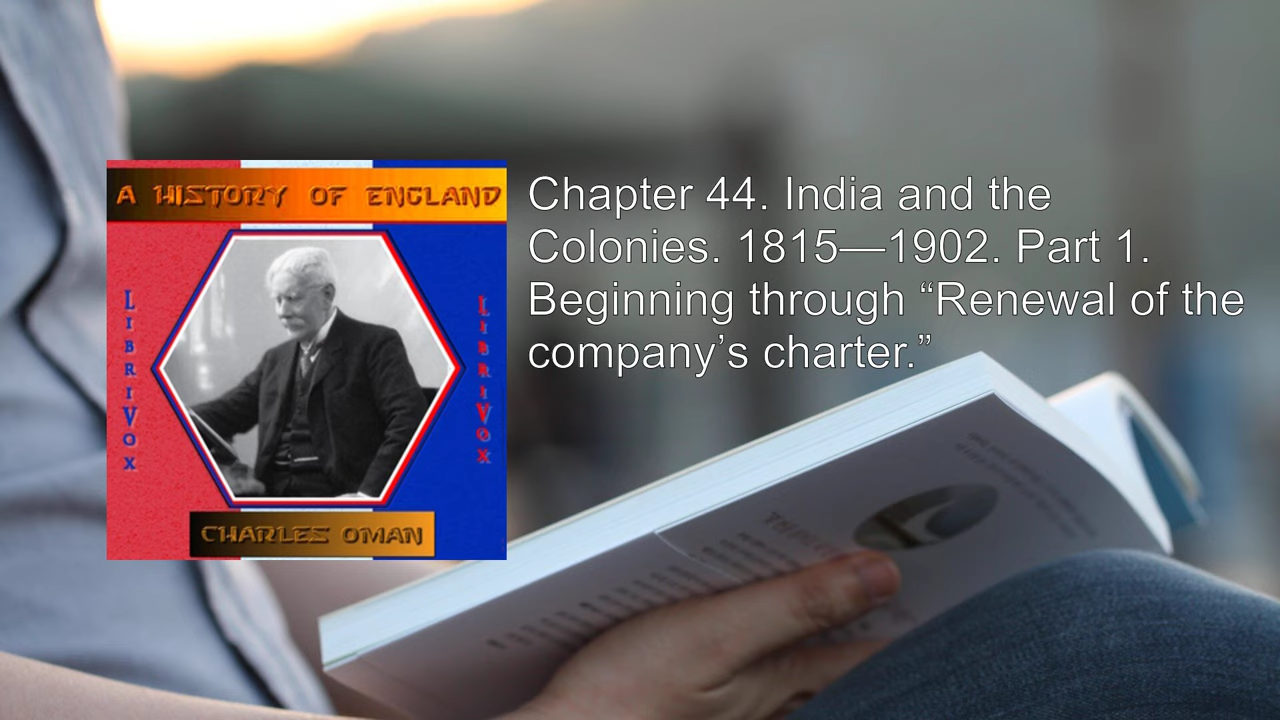 A HISTORY OF ENGLAND
LIBRIVOX
LIBRIVOX
CHARLES OMAN
Chapter 44. India and the
Colonies. 1815—1902. Part 1.
Beginning through “Renewal of the
company’s charter.”